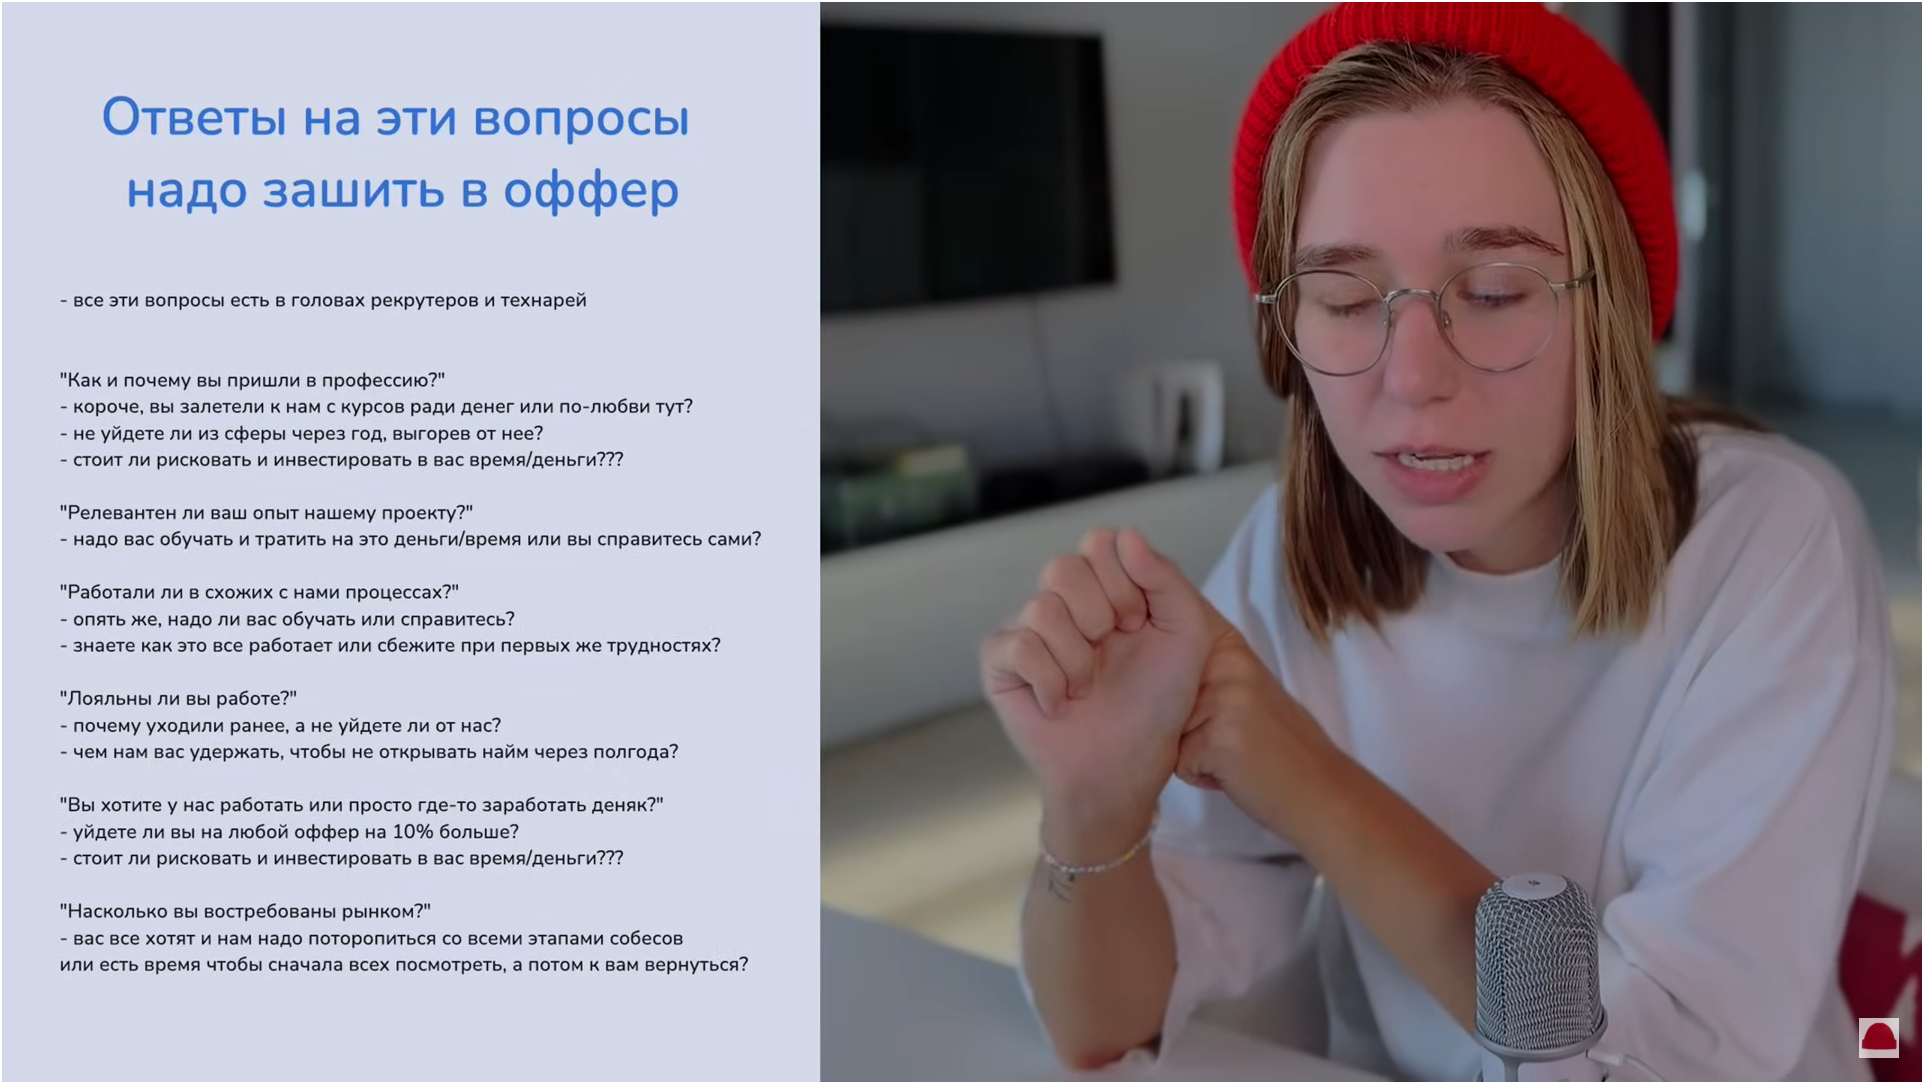 Ответы на эти вопросы
надо зашить в оффер
- все эти вопросы есть в головах рекрутеров и технарей
"Как и почему вы пришли в профессию?"
- короче, вы залетели к нам с курсов ради денег или по-любви тут?
- не уйдете ли из сферы через год, выгорев от нее?
- стоит ли рисковать и инвестировать в вас время/деньги???
"Релевантен ли ваш опыт нашему проекту?"
- надо вас обучать и тратить на это деньги/время или вы справитесь сами?
"Работали ли в схожих с нами процессах?"
- опять же, надо ли вас обучать или справитесь?
- знаете как это все работает или сбежите при первых же трудностях?
"Лояльны ли вы работе?"
- почему уходили ранее, а не уйдете ли от нас?
- чем нам вас удержать, чтобы не открывать найм через полгода?
"Вы хотите у нас работать или просто где-то заработать деняк?"
- уйдете ли вы на любой оффер на 10% больше?
- стоит ли рисковать и инвестировать в вас время/деньги???
"Насколько вы востребованы рынком?"
- вас все хотят и нам надо поторопиться со всеми этапами собесов
или есть время чтобы сначала всех посмотреть, а потом к вам вернуться?